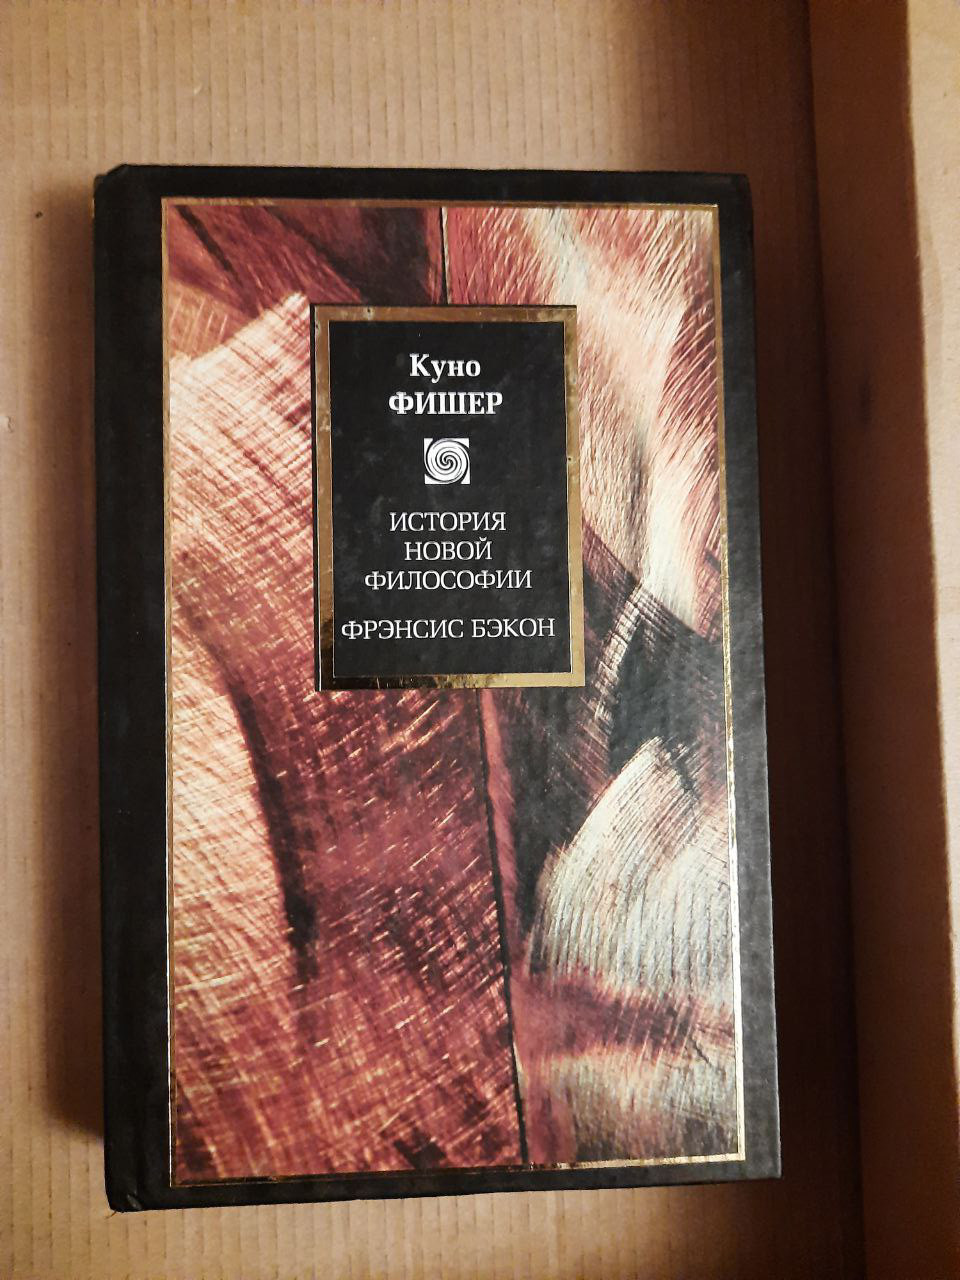 Куно
ФИШЕР
ИСТОРИЯ
НОВОЙ
ФИЛОСОФИИ
ФРЭНСИС БЭКОН